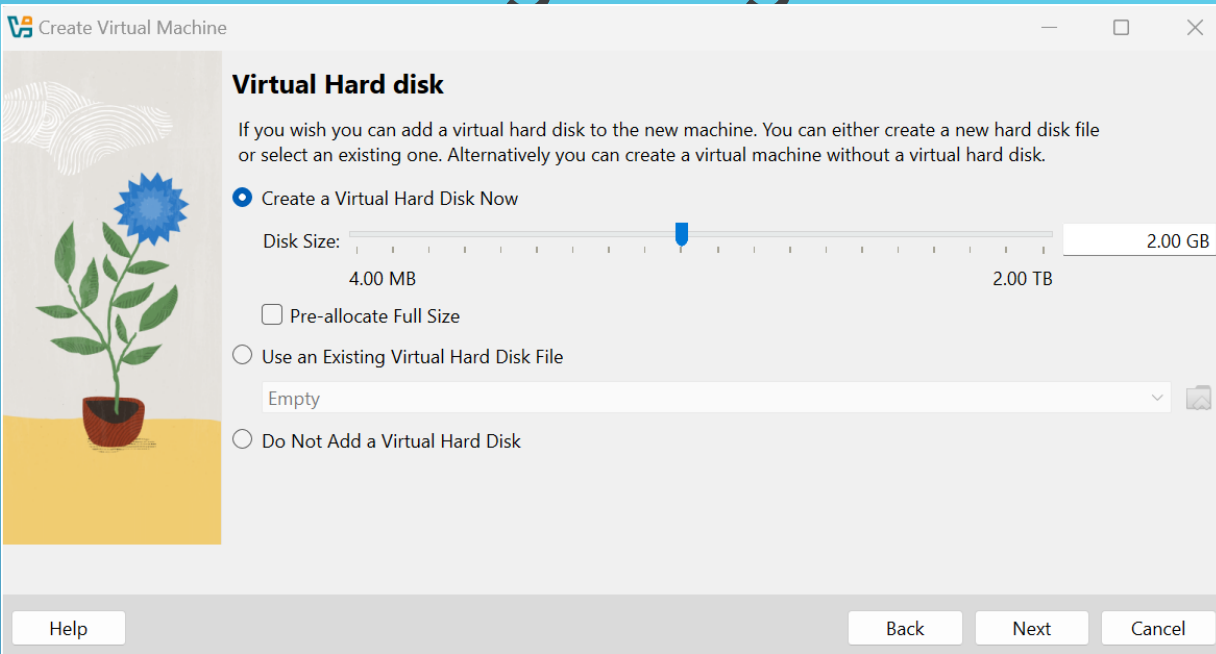 Create Virtual Machine
Virtual Hard disk
If you wish you can add a virtual hard disk to the new machine. You can either create a new hard disk file
or select an existing one. Alternatively you can create a virtual machine without a virtual hard disk.
Create a Virtual Hard Disk Now
Disk Size:
2.00 GB
4.00 MB
2.00 TB
Pre-allocate Full Size
Use an Existing Virtual Hard Disk File
Empty
Do Not Add a Virtual Hard Disk
Help
Back
Next
Cancel